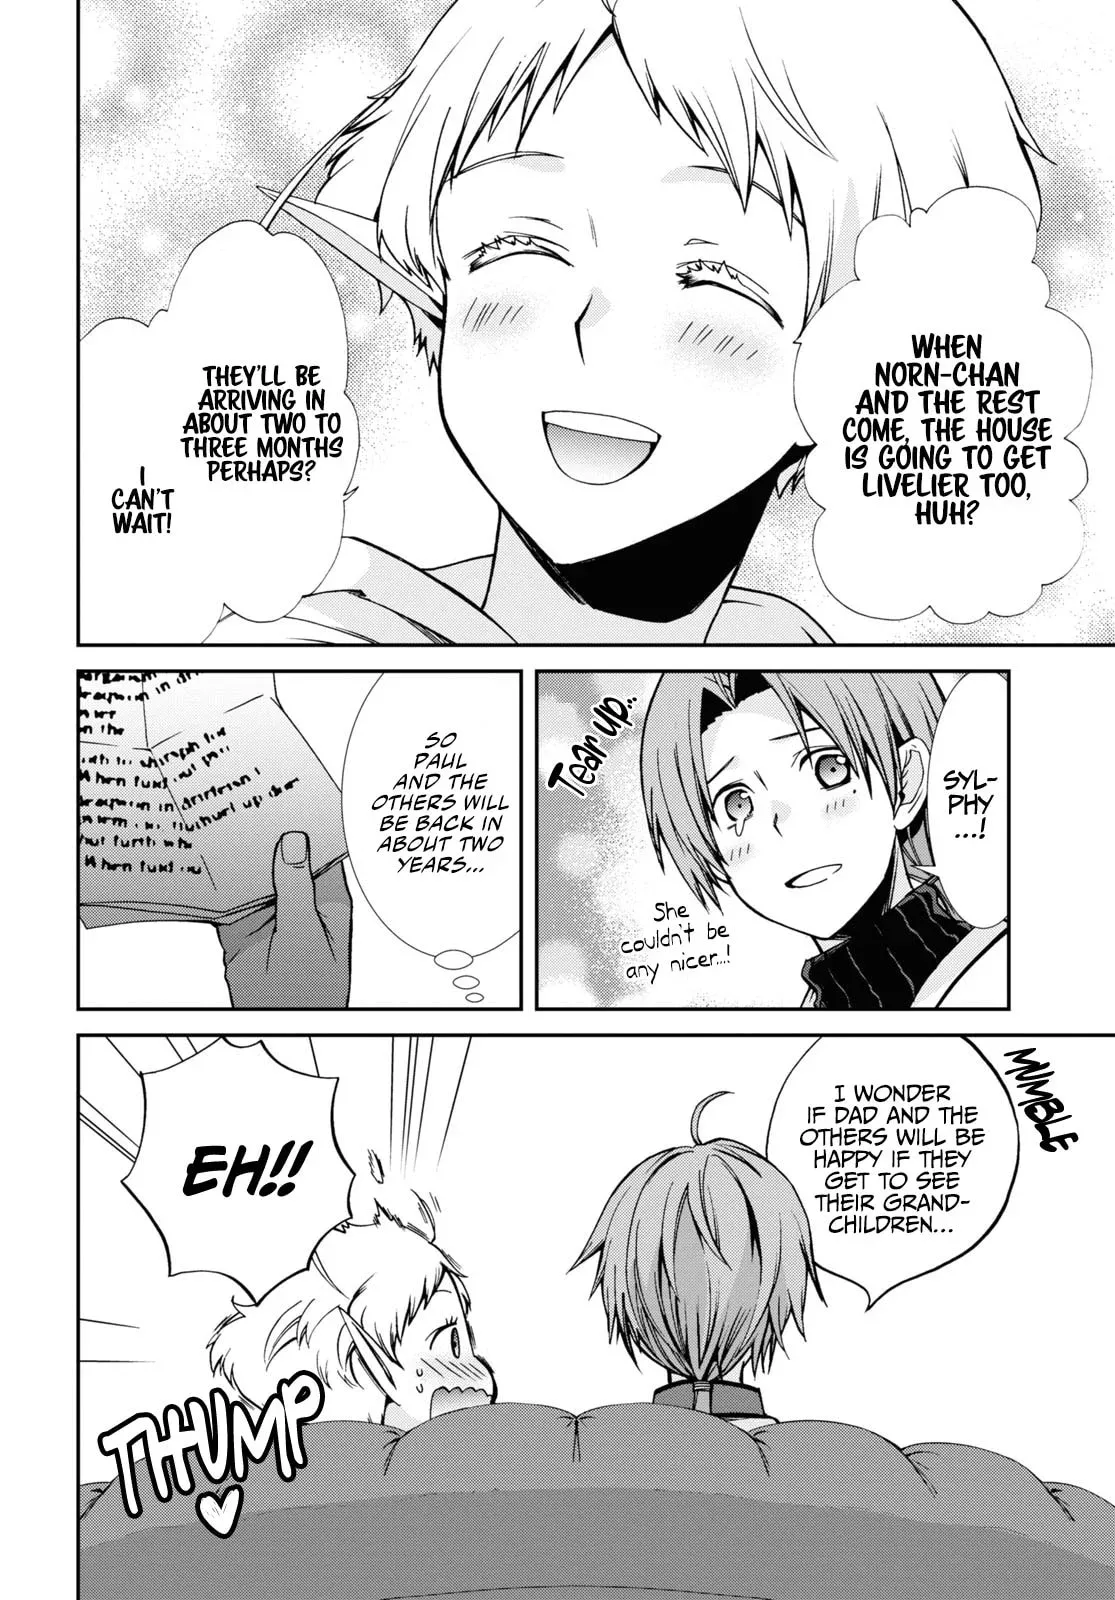 WHEN
NORN-CHAN
AND THE REST
COME, THE HOUSE
IS GOING TO GET
LIVELIER TOO,
HUH?
THEY'LL BE
ARRIVING IN
ABOUT TWO TO
THREE MONTHS
PERHAPS?
I
CAN'T
WAIT!
SYL-
PHY
...!
Tear up...
She
couldn't be
any nicer...!
SO
PAUL
AND THE
OTHERS WILL
BE BACK IN
ABOUT TWO
YEARS...
MUMBLE
I WONDER
IF DAD AND THE
OTHERS WILL BE
HAPPY IF THEY
GET TO SEE
THEIR GRAND-
CHILDREN...
EH!!
THUMP